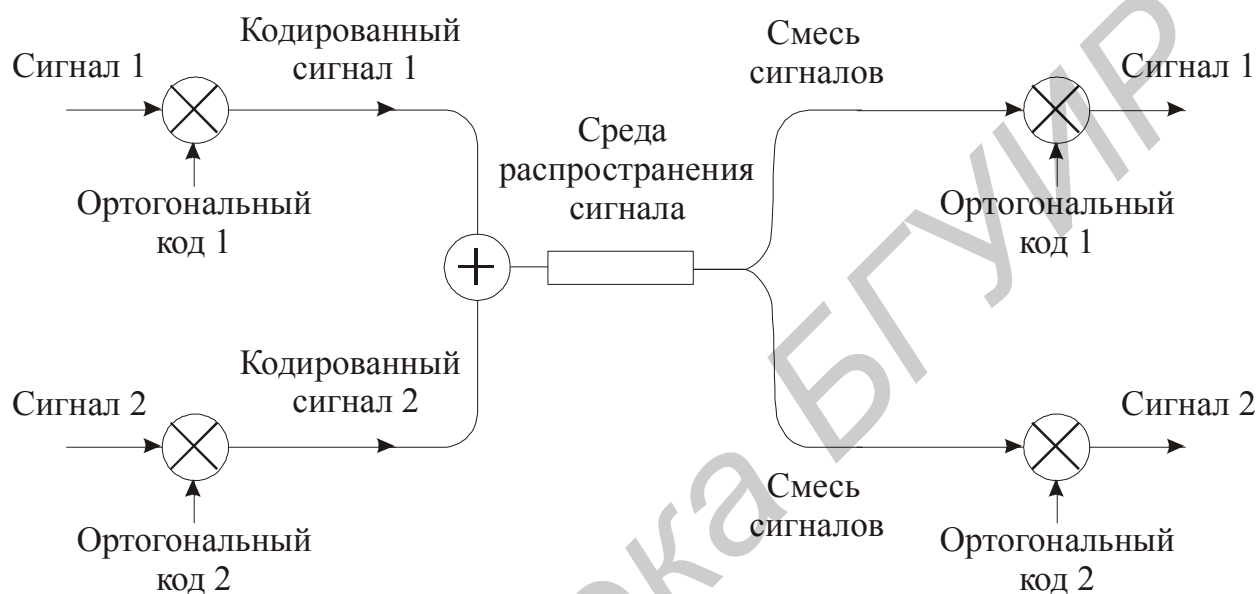 Сигнал 1
Кодированный
сигнал 1
Ортогональный
код 1
Сигнал 2
Кодированный
сигнал 2
Ортогональный
код 2
Среда
распространения
сигнала
Смесь
сигналов
Сигнал 1
Ортогональный
код 1
Смесь
сигналов
Сигнал 2
Ортогональный
код 2
БГУИР